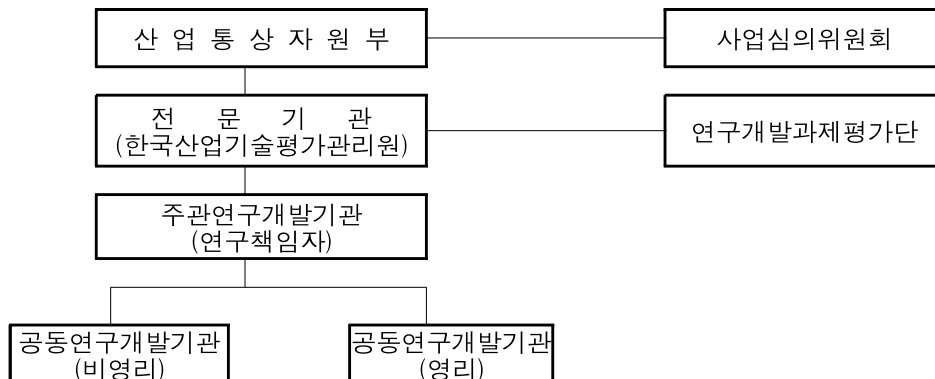 산 업 통 상 자 원 부
사업심의위원회
전 문 기 관
(한국산업기술평가관리원)
연구개발과제평가단
주관연구개발기관
(연구책임자)
공동연구개발기관
(비영리)
공동연구개발기관
(영리)